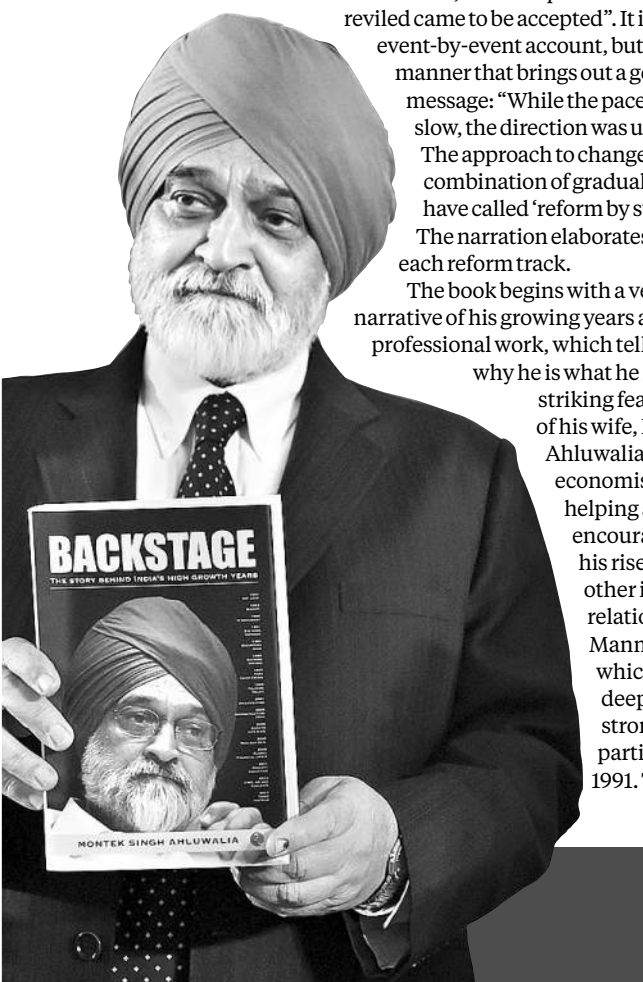 reviled came to be accepted”. It i
event-by-event account, but
manner that brings out a ge
message: “While the pace
slow, the direction was u
The approach to change
combination of gradual
have called ‘reform by s
The narration elaborates
each reform track.
The book begins with a ve
narrative of his growing years a
professional work, which tell
why he is what he
striking fea
of his wife,
Ahluwalia
economis
helping
encoura
his rise
other i
relatio
Mann
whic
deep
stron
parti
1991.
BACKSTAGE
THE STORY BEHIND INDIA'S HIGH GROWTH YEARS
MONTEK SINGH AHLUWALIA